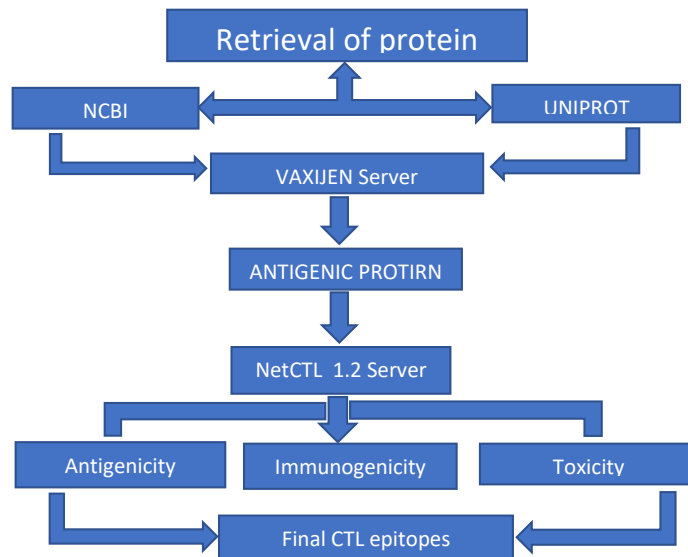 Retrieval of protein
NCBI
UNIPROT
VAXIJEN Server
ANTIGENIC PROTIRN
NetCTL 1.2 Server
Antigenicity
Immunogenicity
Toxicity
Final CTL epitopes